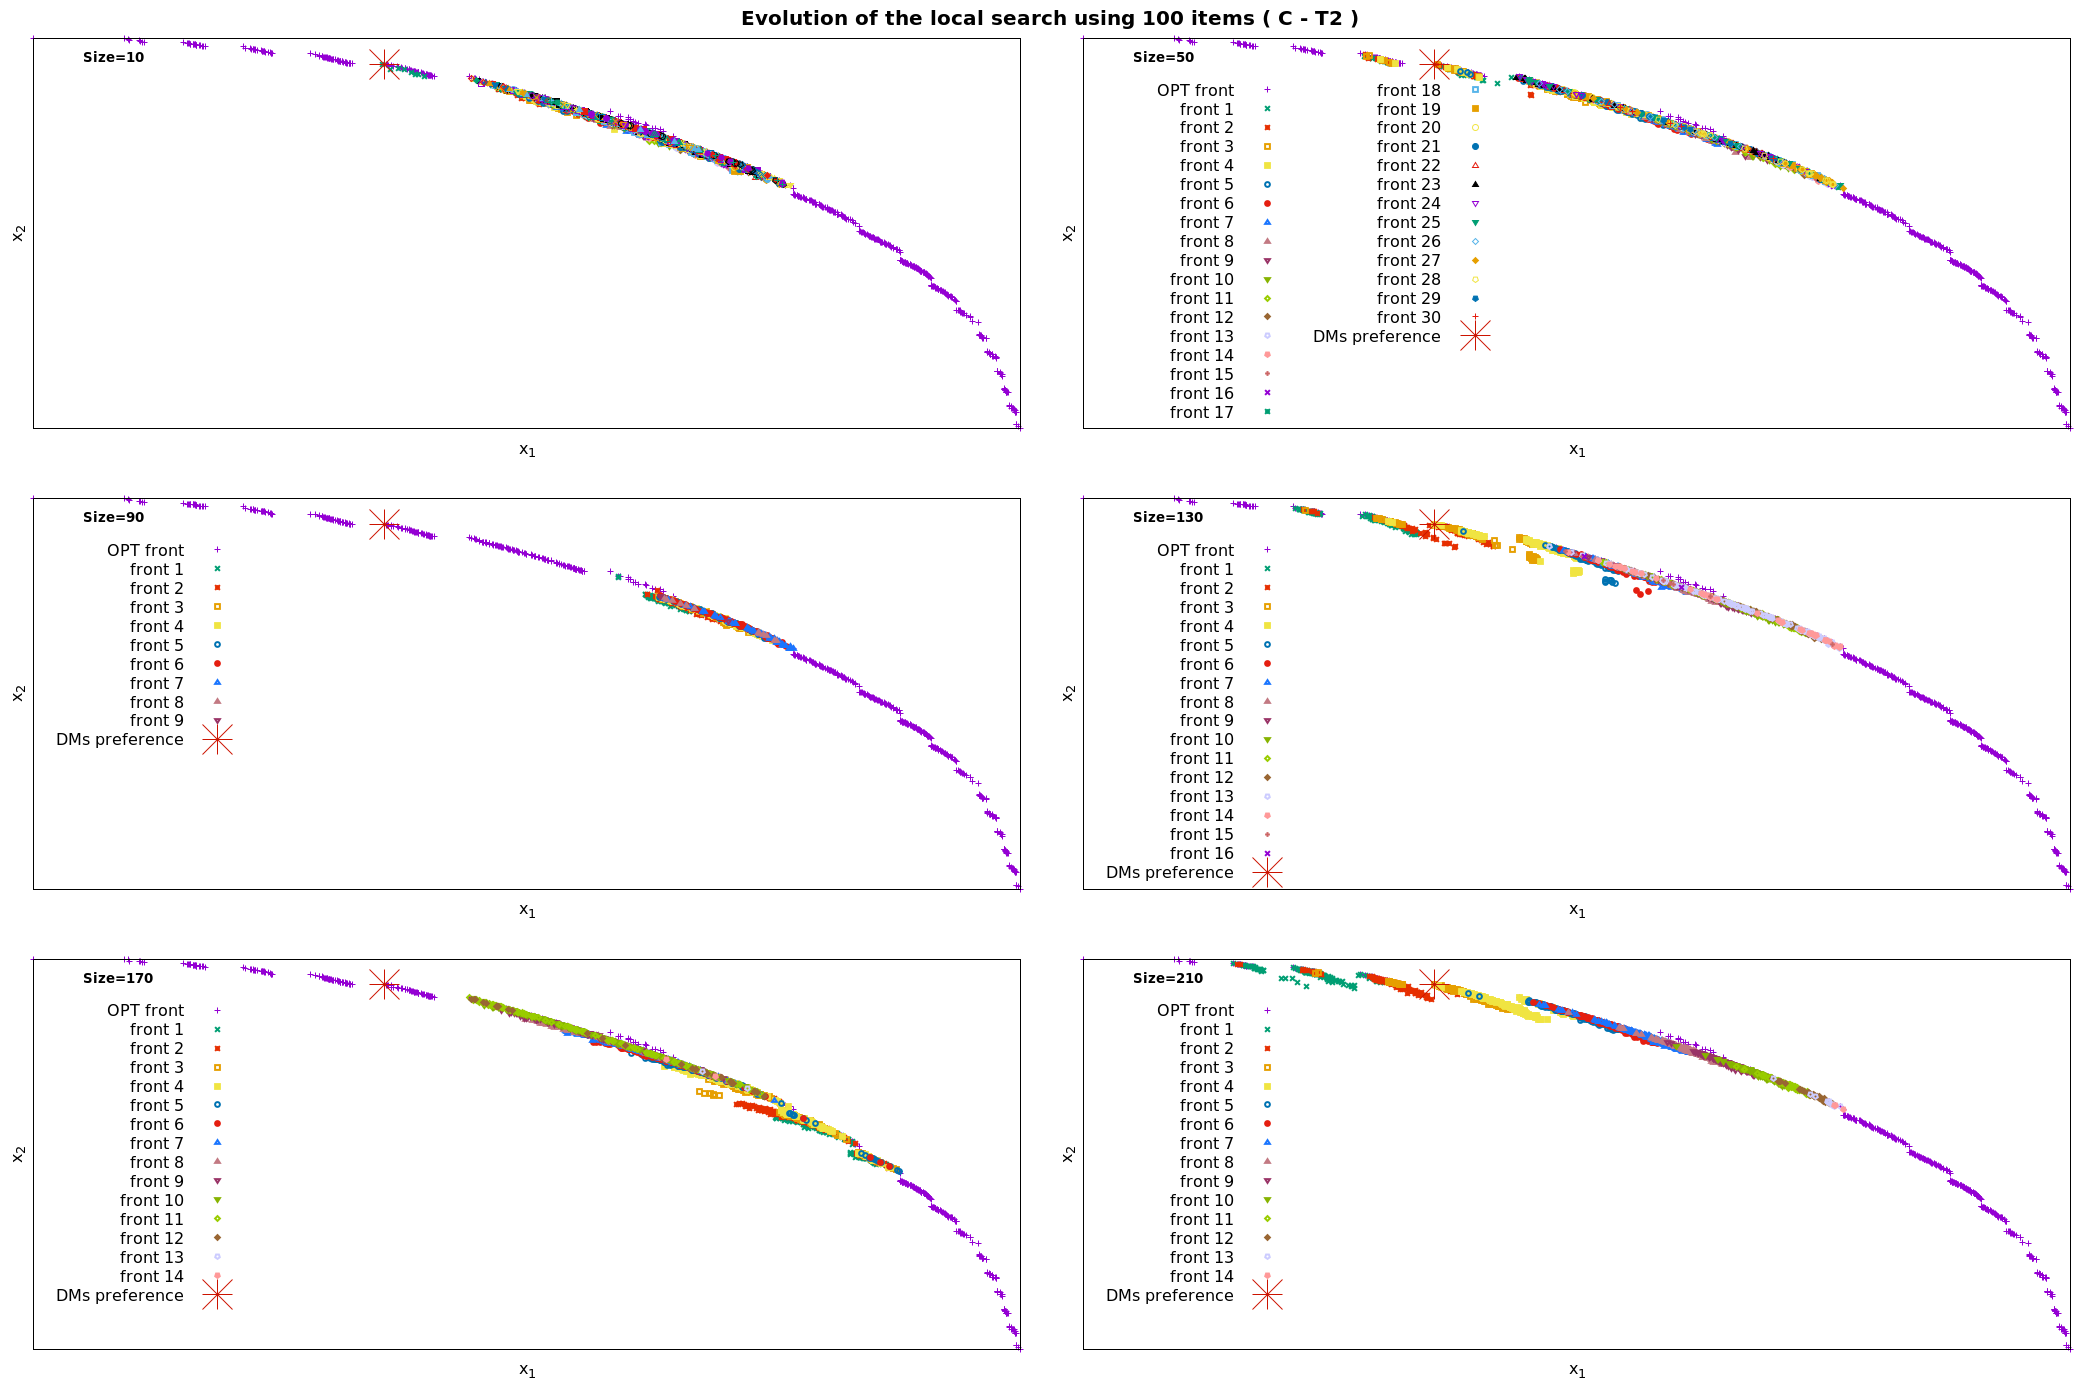 Evolution of the local search using 100 items ( C - T2 )
Size=10
x2
x1
Size=50
OPT front
front 1
front 2
front 3
front 4
front 5
front 6
front 7
front 8
front 9
front 10
front 11
front 12
front 13
front 14
front 15
front 16
front 17
front 18
front 19
front 20
front 21
front 22
front 23
front 24
front 25
front 26
front 27
front 28
front 29
front 30
DMs preference
x2
x1
Size=90
OPT front
front 1
front 2
front 3
front 4
front 5
front 6
front 7
front 8
front 9
DMs preference
x2
x1
Size=130
OPT front
front 1
front 2
front 3
front 4
front 5
front 6
front 7
front 8
front 9
front 10
front 11
front 12
front 13
front 14
front 15
front 16
DMs preference
x2
x1
Size=170
OPT front
front 1
front 2
front 3
front 4
front 5
front 6
front 7
front 8
front 9
front 10
front 11
front 12
front 13
front 14
DMs preference
x2
x1
Size=210
OPT front
front 1
front 2
front 3
front 4
front 5
front 6
front 7
front 8
front 9
front 10
front 11
front 12
front 13
front 14
DMs preference
x2
x1